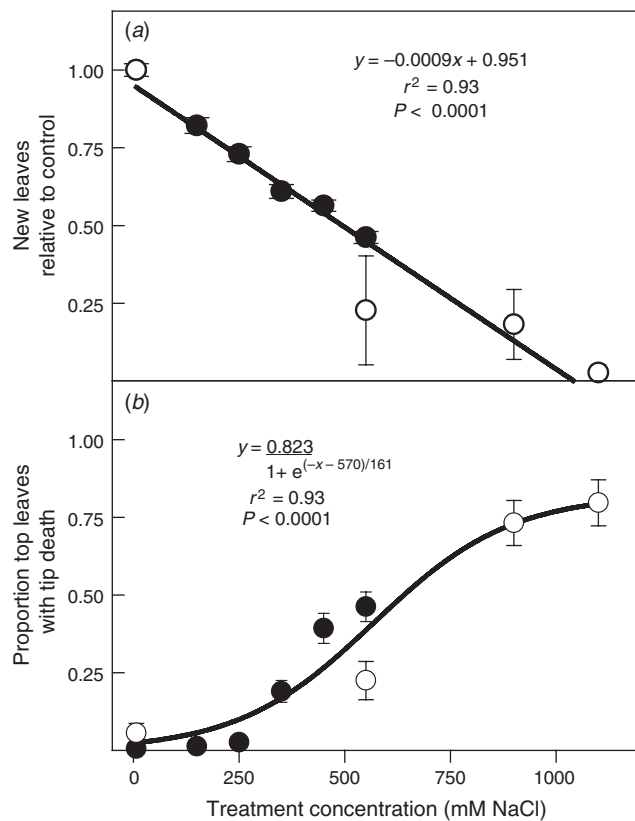 (a)
y = –0.0009x + 0.951
r² = 0.93
P < 0.0001
1.00
0.75
0.50
0.25
New leaves
relative to control
(b)
y = 0.823
1+ e(–x – 570)/161
r² = 0.93
P < 0.0001
1.00
0.75
0.50
0.25
Proportion top leaves
with tip death
0 250 500 750 1000
Treatment concentration (mM NaCl)